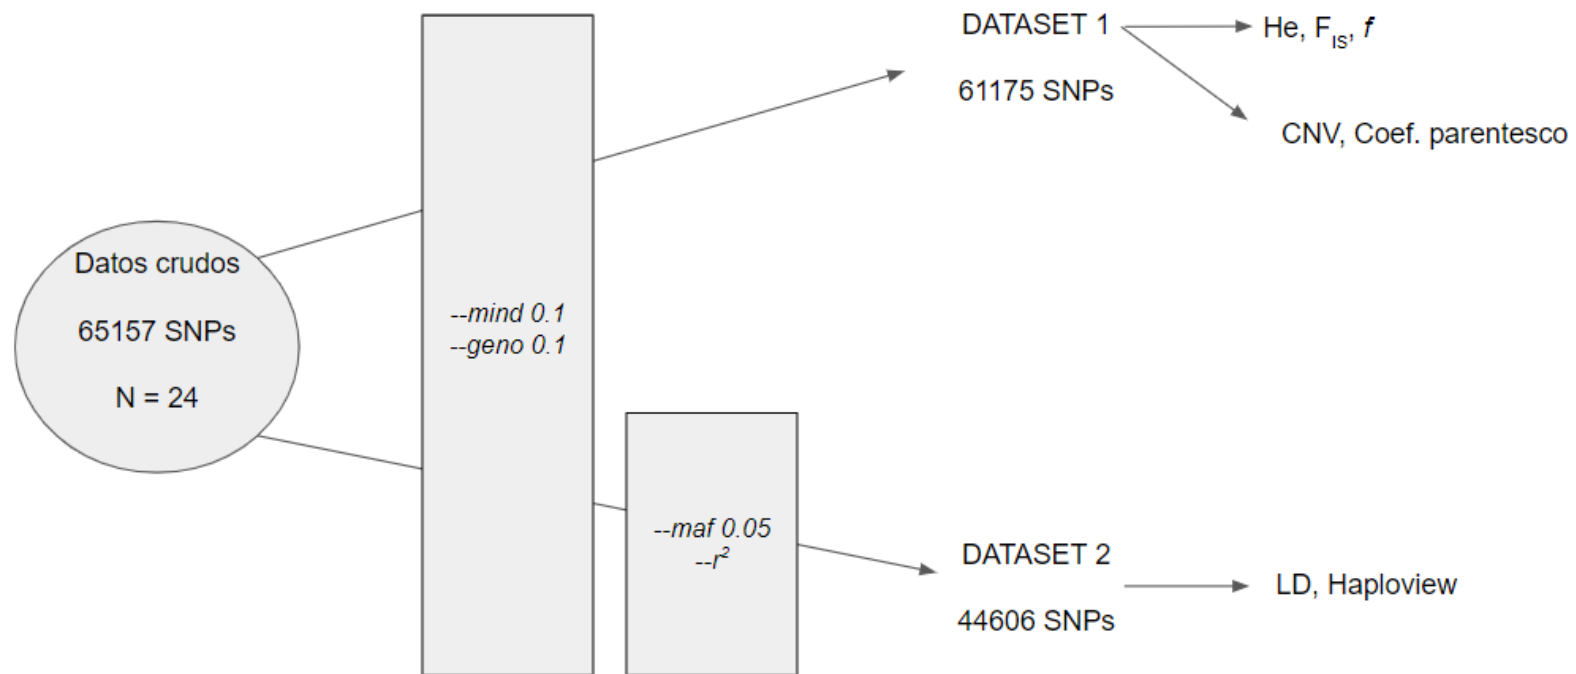 Datos crudos
65157 SNPs
N = 24
--mind 0.1
--geno 0.1
--maf 0.05
--r²
DATASET 1
61175 SNPs
He, F_IS, f
CNV, Coef. parentesco
DATASET 2
44606 SNPs
LD, Haploview